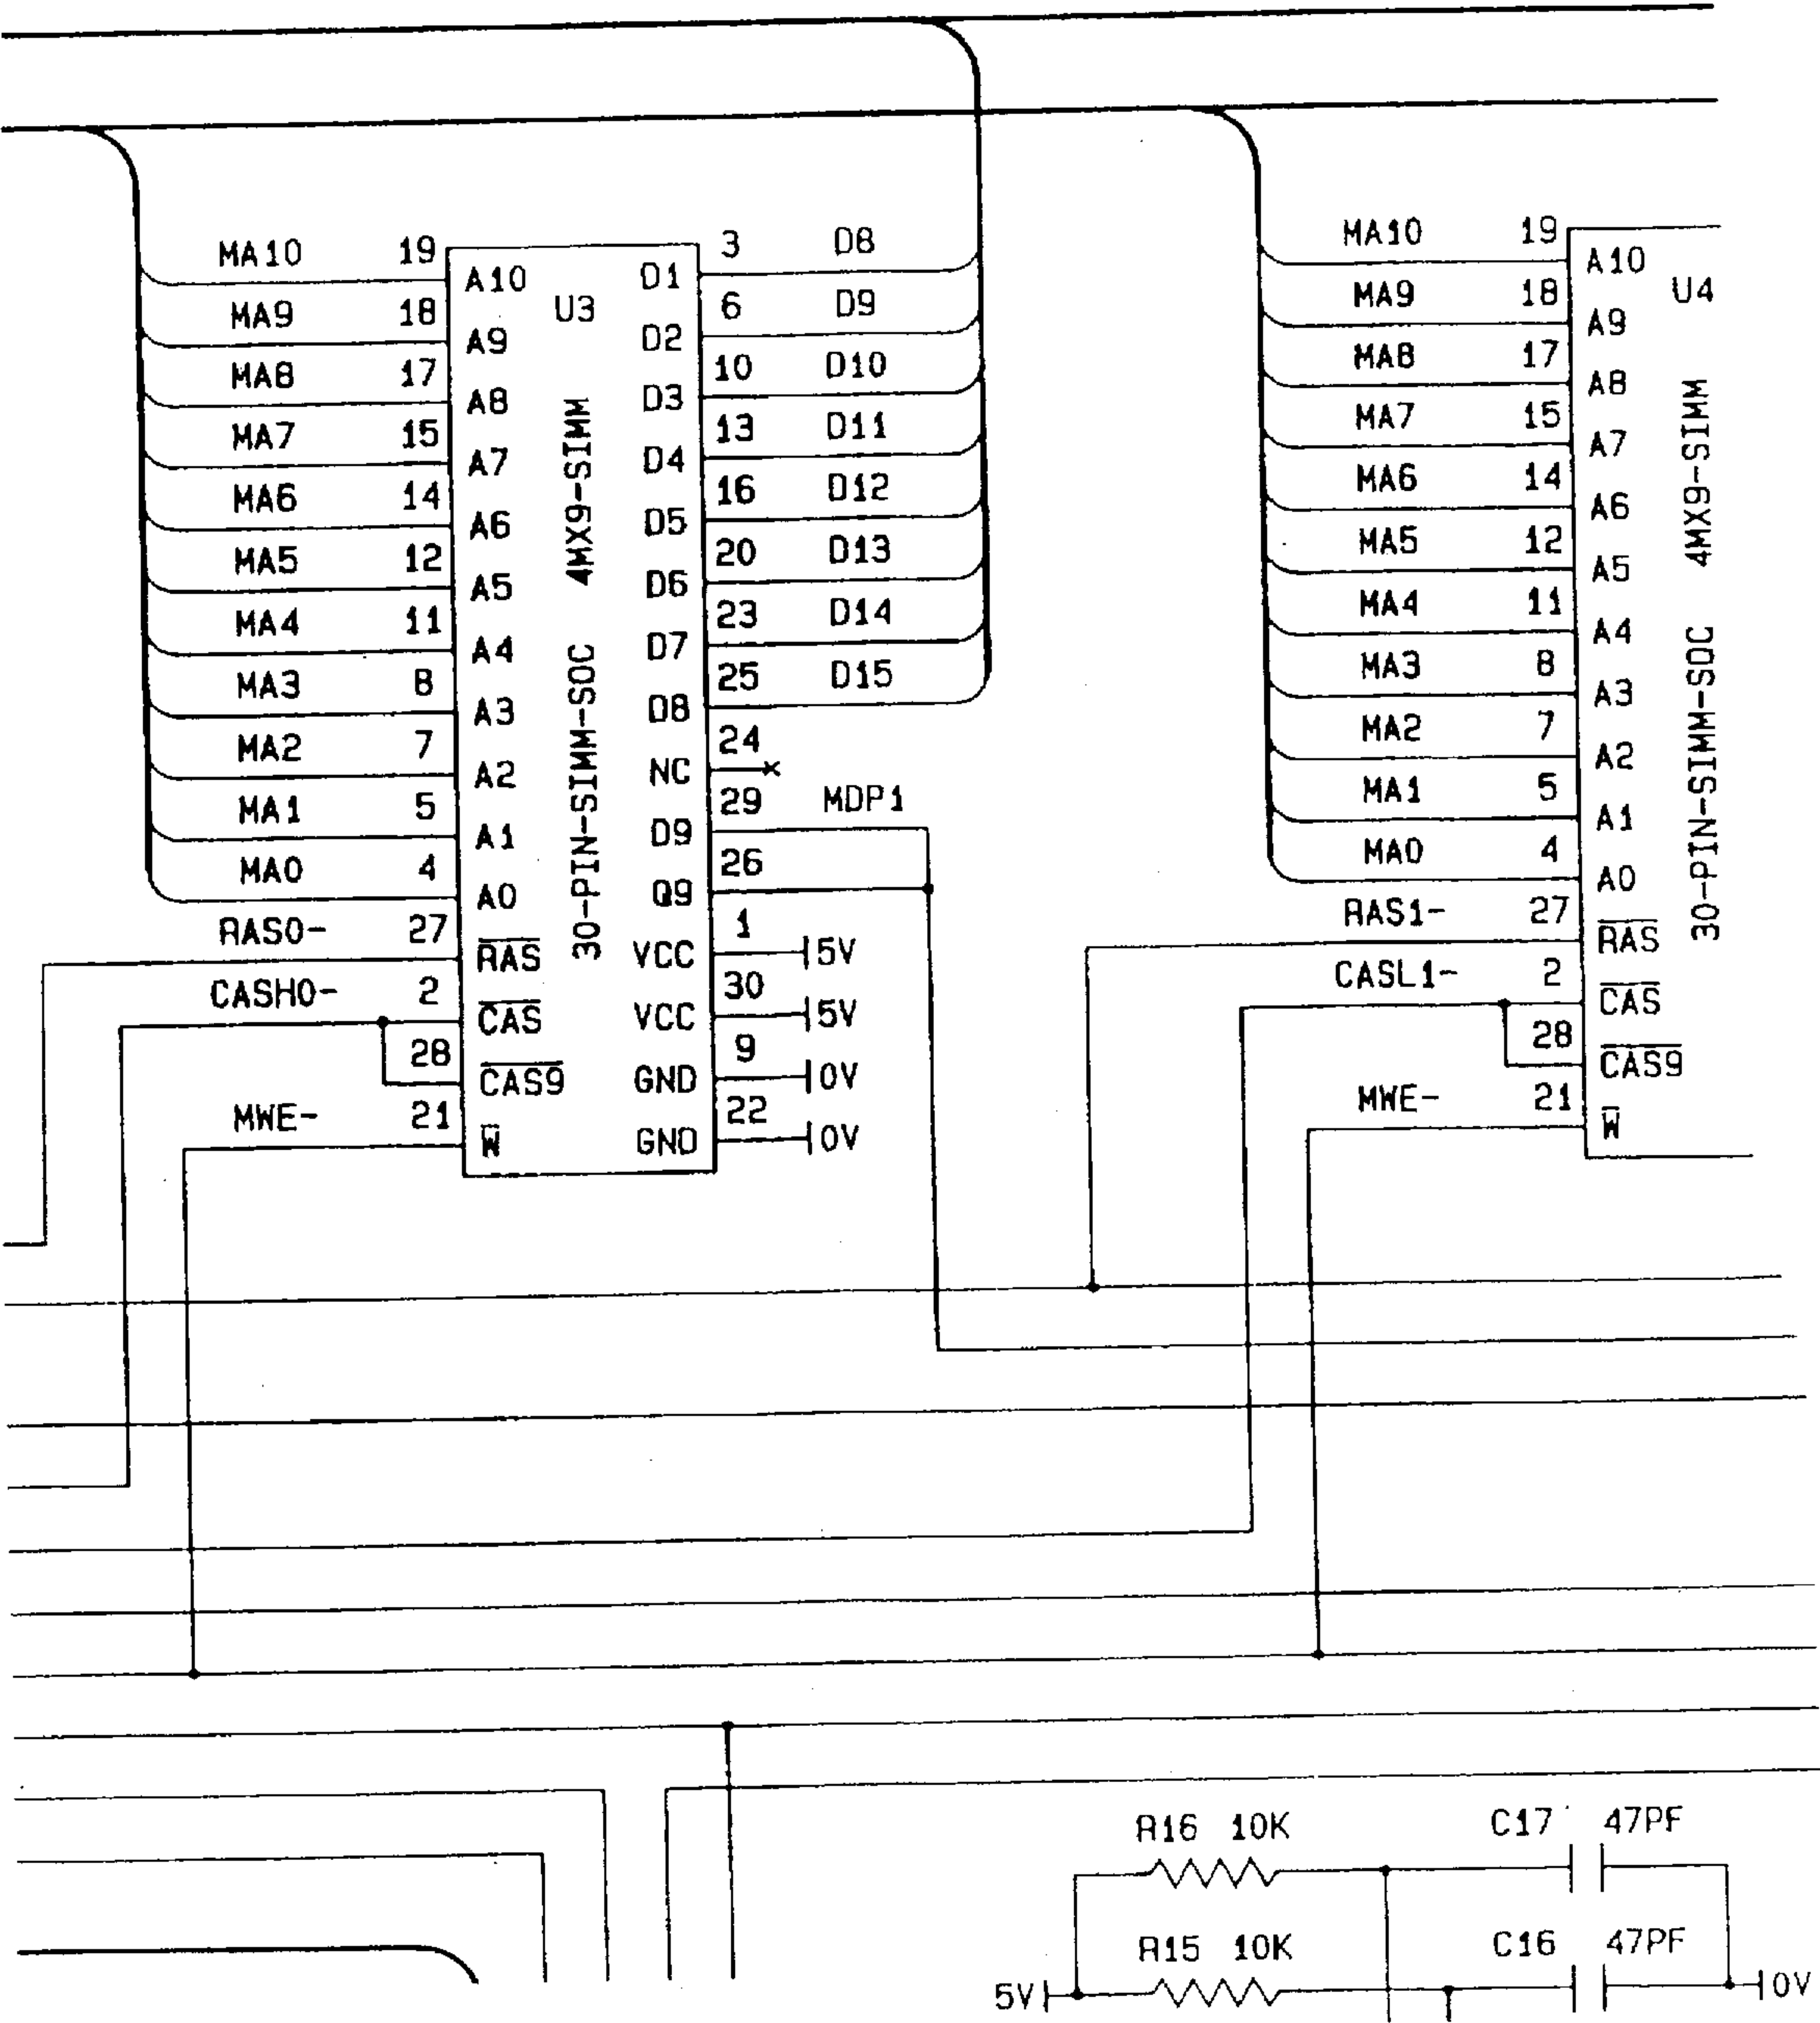 MA10 19 A10
MA9 18 A9
MA8 17 A8
MA7 15 A7
MA6 14 A6
MA5 12 A5
MA4 11 A4
MA3 8 A3
MA2 7 A2
MA1 5 A1
MA0 4 A0
RAS0- 27 RAS
CASH0- 2 CAS
28 CAS9
MWE- 21 W
U3
30-PIN-SIMM-SOC 4MX9-SIMM
D1 3 D8
D2 6 D9
D3 10 D10
D4 13 D11
D5 16 D12
D6 20 D13
D7 23 D14
D8 25 D15
NC 24
D9 29 MDP1
Q9 26
VCC 1 5V
VCC 30 5V
GND 9 0V
GND 22 0V
MA10 19 A10
MA9 18 A9
MA8 17 A8
MA7 15 A7
MA6 14 A6
MA5 12 A5
MA4 11 A4
MA3 8 A3
MA2 7 A2
MA1 5 A1
MA0 4 A0
RAS1- 27 RAS
CASL1- 2 CAS
28 CAS9
MWE- 21 W
U4
30-PIN-SIMM-SOC 4MX9-SIMM
R16 10K C17 47PF
R15 10K C16 47PF
5V 0V